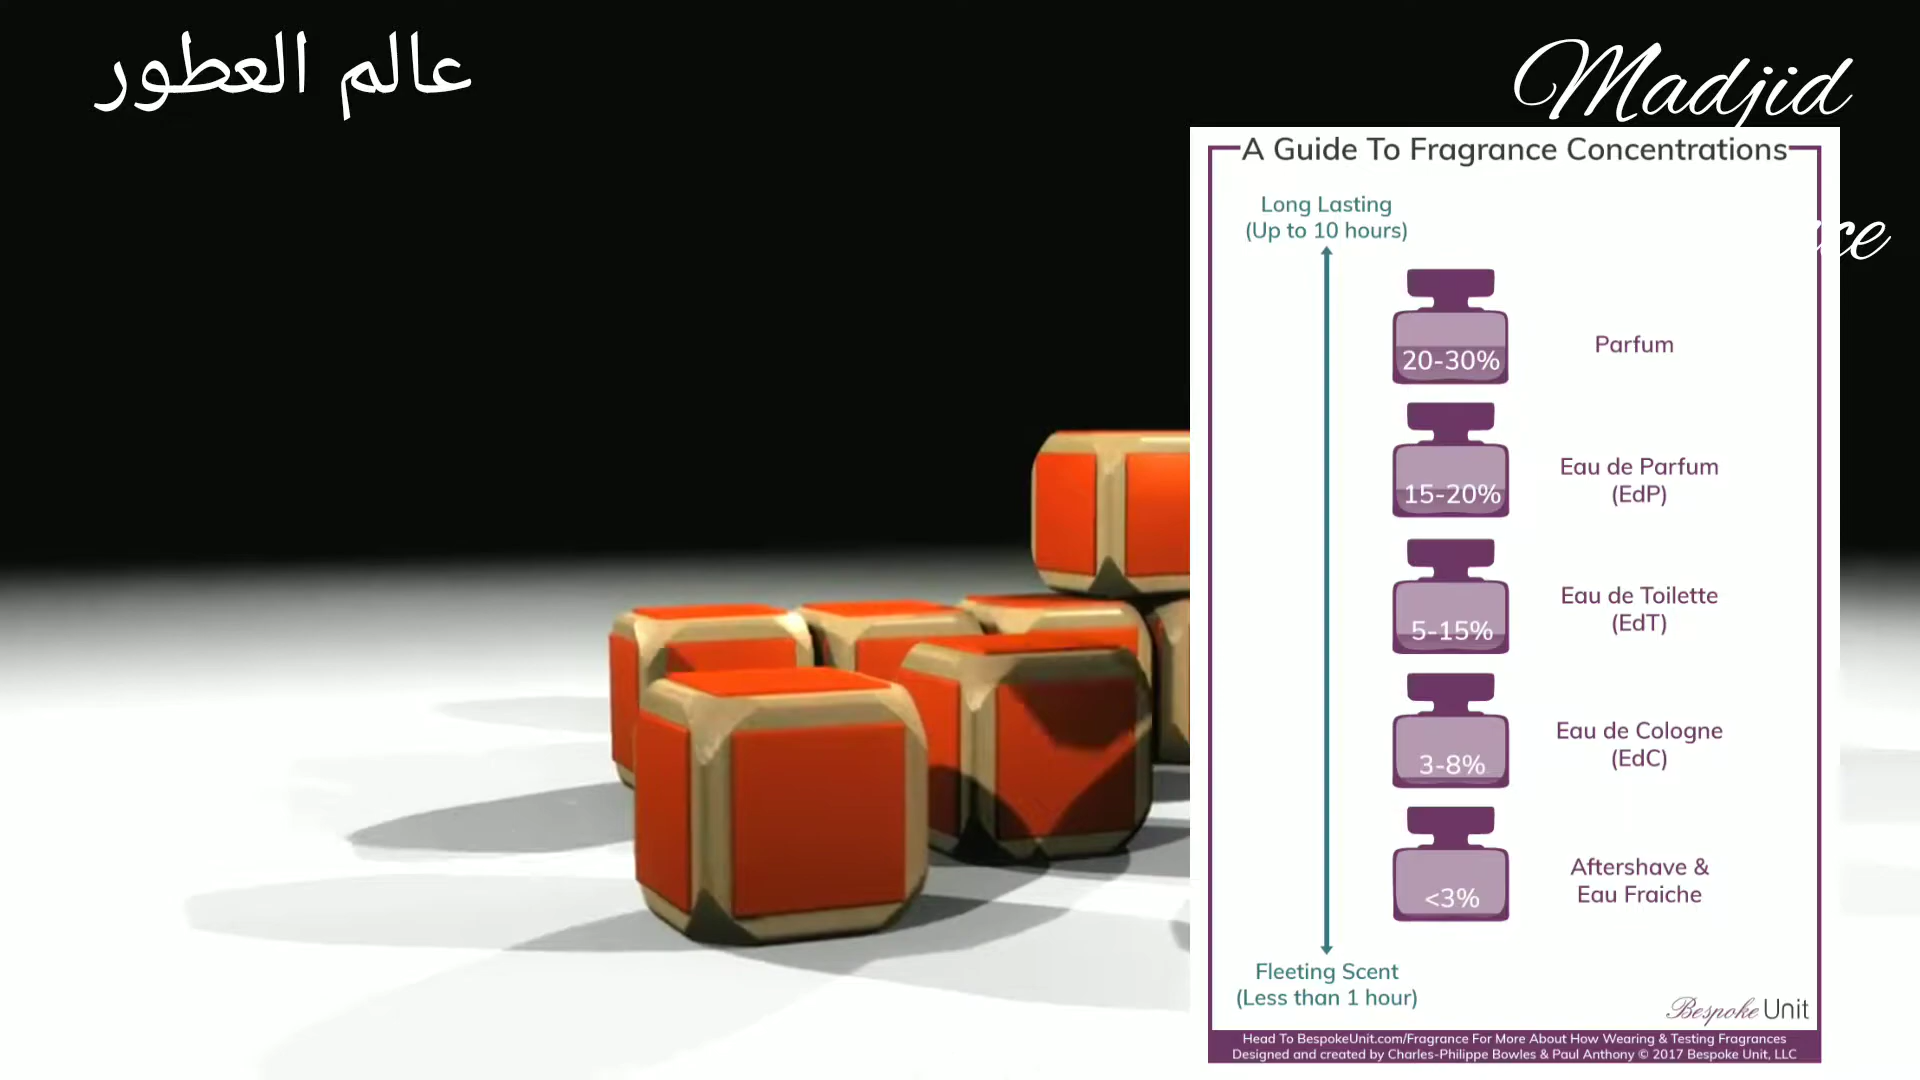 عالم العطور
Madjid
A Guide To Fragrance Concentrations
Long Lasting
(Up to 10 hours)
20-30%
Parfum
15-20%
Eau de Parfum
(EdP)
5-15%
Eau de Toilette
(EdT)
3-8%
Eau de Cologne
(EdC)
<3%
Aftershave &
Eau Fraiche
Fleeting Scent
(Less than 1 hour)
Bespoke Unit
Head To BespokeUnit.com/Fragrance For More About How Wearing & Testing Fragrances
Designed and created by Charles-Philippe Bowles & Paul Anthony © 2017 Bespoke Unit, LLC